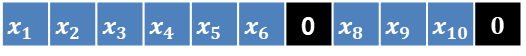 x₁ x₂ x₃ x₄ x₅ x₆ 0 x₈ x₉ x₁₀ 0